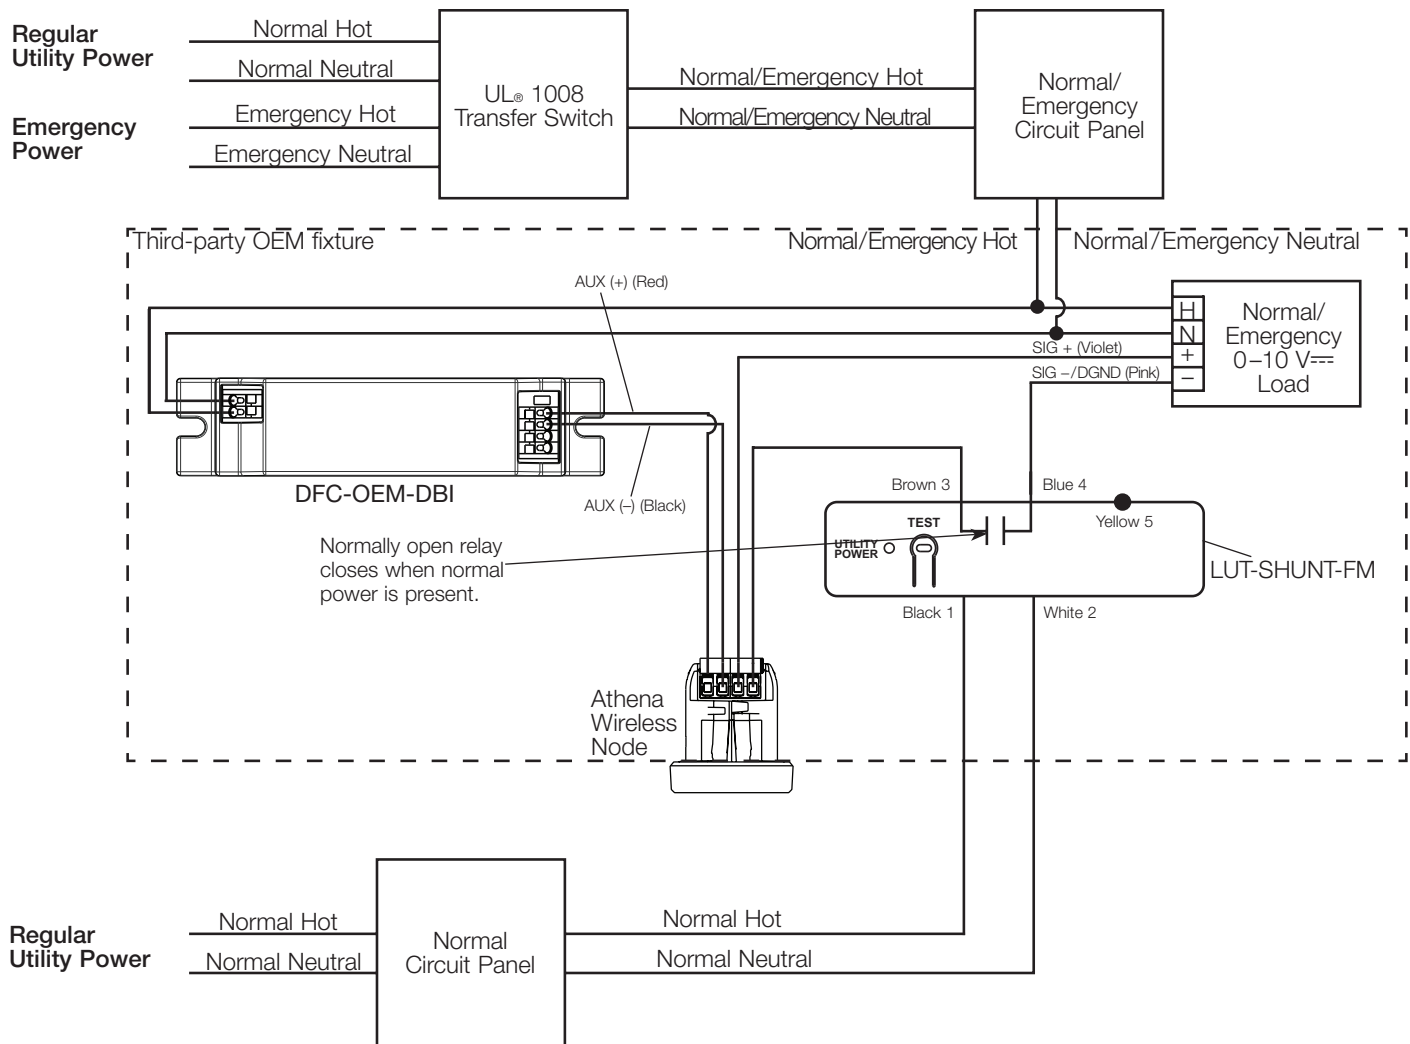 Regular
Utility Power
Normal Hot
Normal Neutral
Emergency
Power
Emergency Hot
Emergency Neutral
UL® 1008
Transfer Switch
Normal/Emergency Hot
Normal/Emergency Neutral
Normal/
Emergency
Circuit Panel
Third-party OEM fixture
Normal/Emergency Hot
Normal/Emergency Neutral
AUX (+) (Red)
H
N
+
−
Normal/
Emergency
0–10 V⎓
Load
SIG + (Violet)
SIG −/DGND (Pink)
DFC-OEM-DBI
AUX (–) (Black)
Brown 3
Blue 4
Yellow 5
TEST
UTILITY
POWER
LUT-SHUNT-FM
Normally open relay
closes when normal
power is present.
Black 1
White 2
Athena
Wireless
Node
Regular
Utility Power
Normal Hot
Normal Neutral
Normal
Circuit Panel
Normal Hot
Normal Neutral